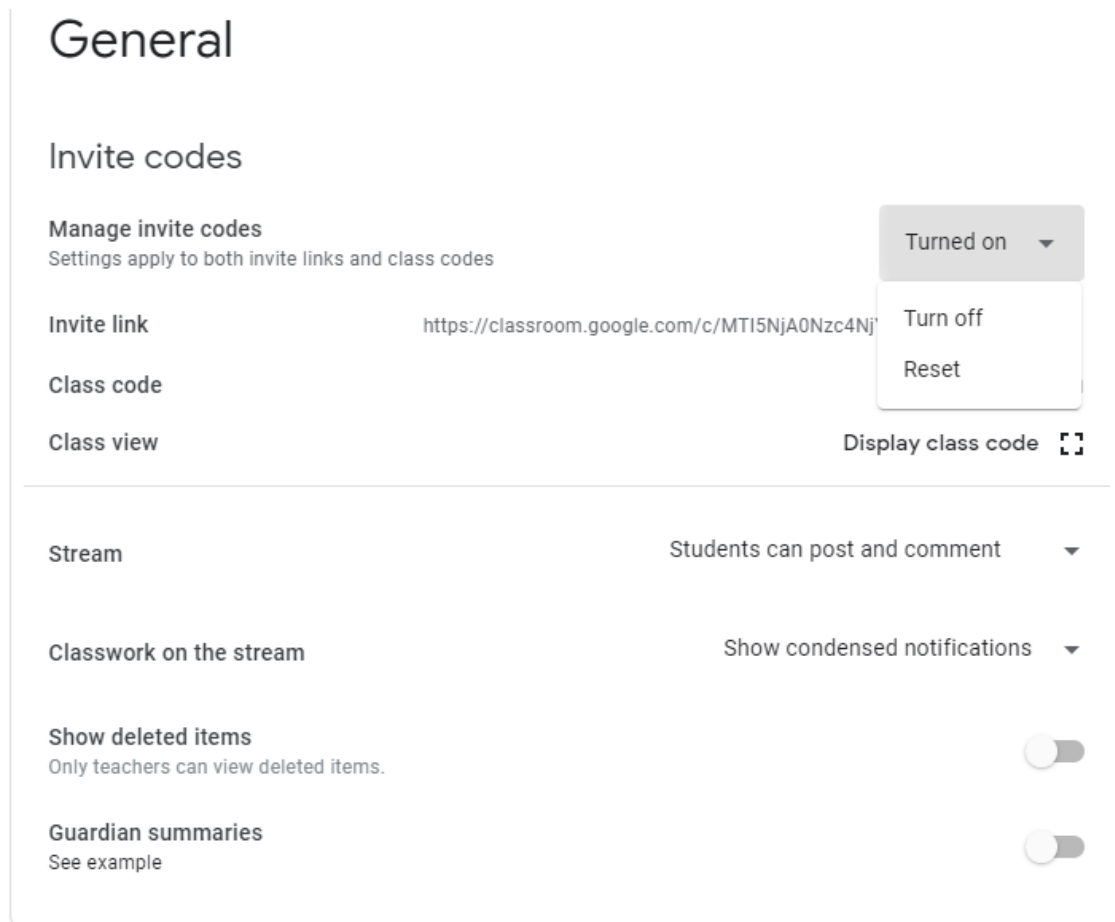 General
Invite codes
Manage invite codes
Settings apply to both invite links and class codes
Turned on
Invite link
https://classroom.google.com/c/MTI5NjA0Nzc4Nj
Turn off
Reset
Class code
Class view
Display class code
Stream
Students can post and comment
Classwork on the stream
Show condensed notifications
Show deleted items
Only teachers can view deleted items.
Guardian summaries
See example